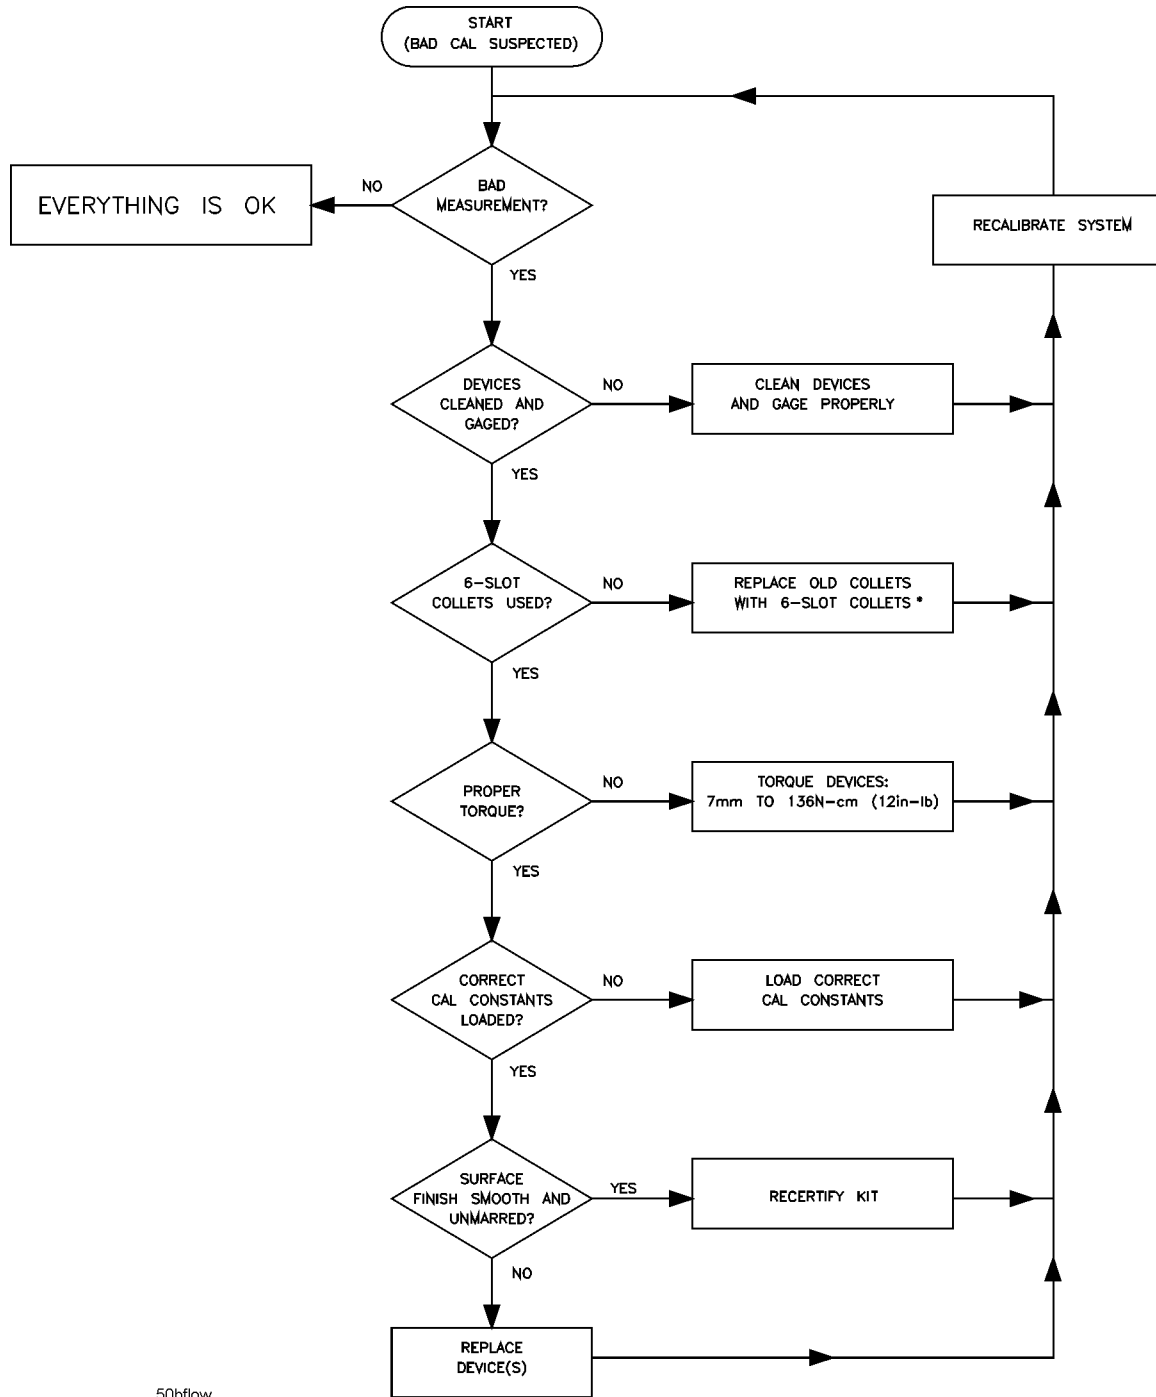 START
(BAD CAL SUSPECTED)
BAD
MEASUREMENT?
NO
EVERYTHING IS OK
YES
RECALIBRATE SYSTEM
DEVICES
CLEANED AND
GAGED?
NO
CLEAN DEVICES
AND GAGE PROPERLY
YES
6-SLOT
COLLETS USED?
NO
REPLACE OLD COLLETS
WITH 6-SLOT COLLETS*
YES
PROPER
TORQUE?
NO
TORQUE DEVICES:
7mm TO 136N-cm (12in-lb)
YES
CORRECT
CAL CONSTANTS
LOADED?
NO
LOAD CORRECT
CAL CONSTANTS
YES
SURFACE
FINISH SMOOTH AND
UNMARRED?
YES
RECERTIFY KIT
NO
REPLACE
DEVICE(S)
50bflow